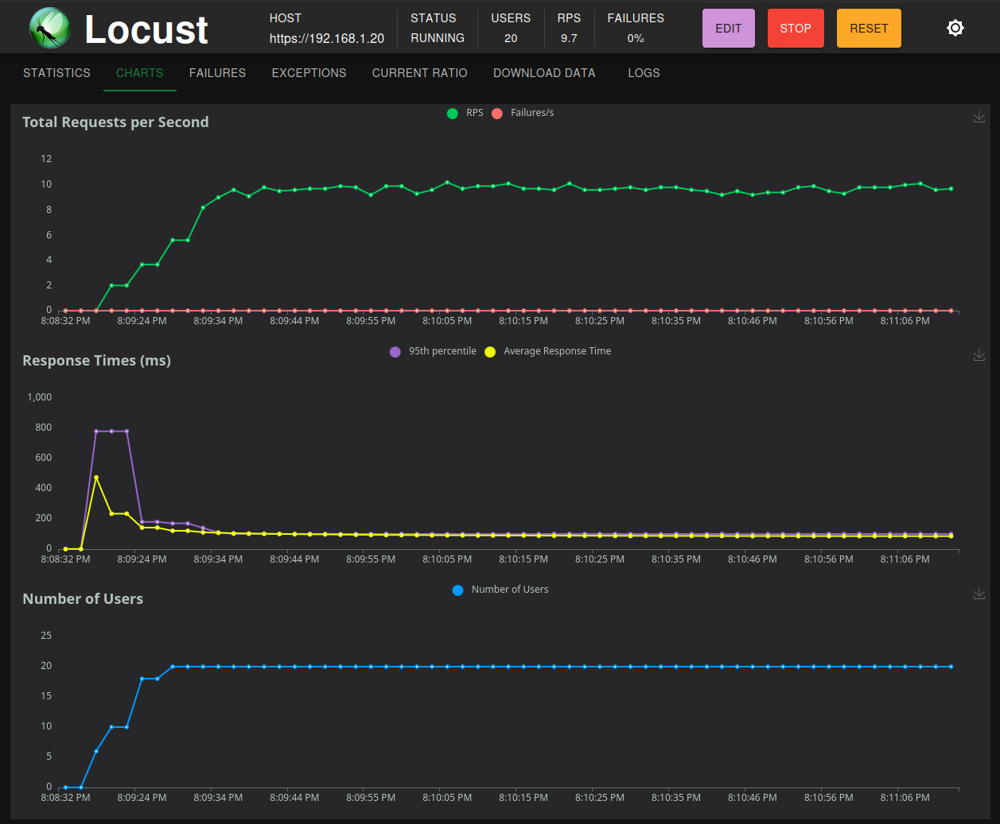 Locust
HOST
https://192.168.1.20
STATUS
RUNNING
USERS
20
RPS
9.7
FAILURES
0%
EDIT
STOP
RESET
STATISTICS CHARTS FAILURES EXCEPTIONS CURRENT RATIO DOWNLOAD DATA LOGS
Total Requests per Second
RPS Failures/s
12
10
8
6
4
2
0
8:08:32 PM 8:09:24 PM 8:09:34 PM 8:09:44 PM 8:09:55 PM 8:10:05 PM 8:10:15 PM 8:10:25 PM 8:10:35 PM 8:10:46 PM 8:10:56 PM 8:11:06 PM
Response Times (ms)
95th percentile Average Response Time
1,000
800
600
400
200
0
8:08:32 PM 8:09:24 PM 8:09:34 PM 8:09:44 PM 8:09:55 PM 8:10:05 PM 8:10:15 PM 8:10:25 PM 8:10:35 PM 8:10:46 PM 8:10:56 PM 8:11:06 PM
Number of Users
Number of Users
25
20
15
10
5
0
8:08:32 PM 8:09:24 PM 8:09:34 PM 8:09:44 PM 8:09:55 PM 8:10:05 PM 8:10:15 PM 8:10:25 PM 8:10:35 PM 8:10:46 PM 8:10:56 PM 8:11:06 PM